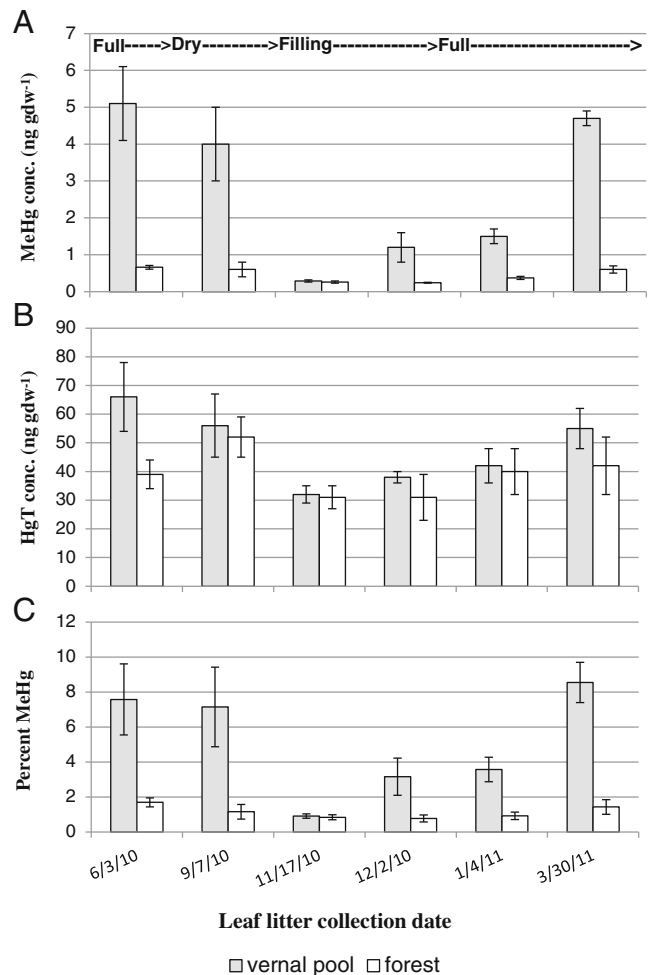 A
Full----->Dry--------->Filling------------->Full---------------------->
MeHg conc. (ng gdw-1)
7
6
5
4
3
2
1
0
B
HgT conc. (ng gdw-1)
90
80
70
60
50
40
30
20
10
0
C
Percent MeHg
12
10
8
6
4
2
0
6/3/10 9/7/10 11/17/10 12/2/10 1/4/11 3/30/11
Leaf litter collection date
vernal pool forest